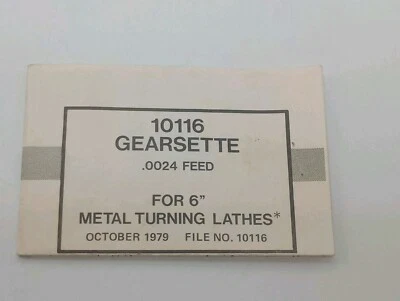 10116
GEARSETTE
.0024 FEED
FOR 6”
METAL TURNING LATHES*
OCTOBER 1979 FILE NO. 10116